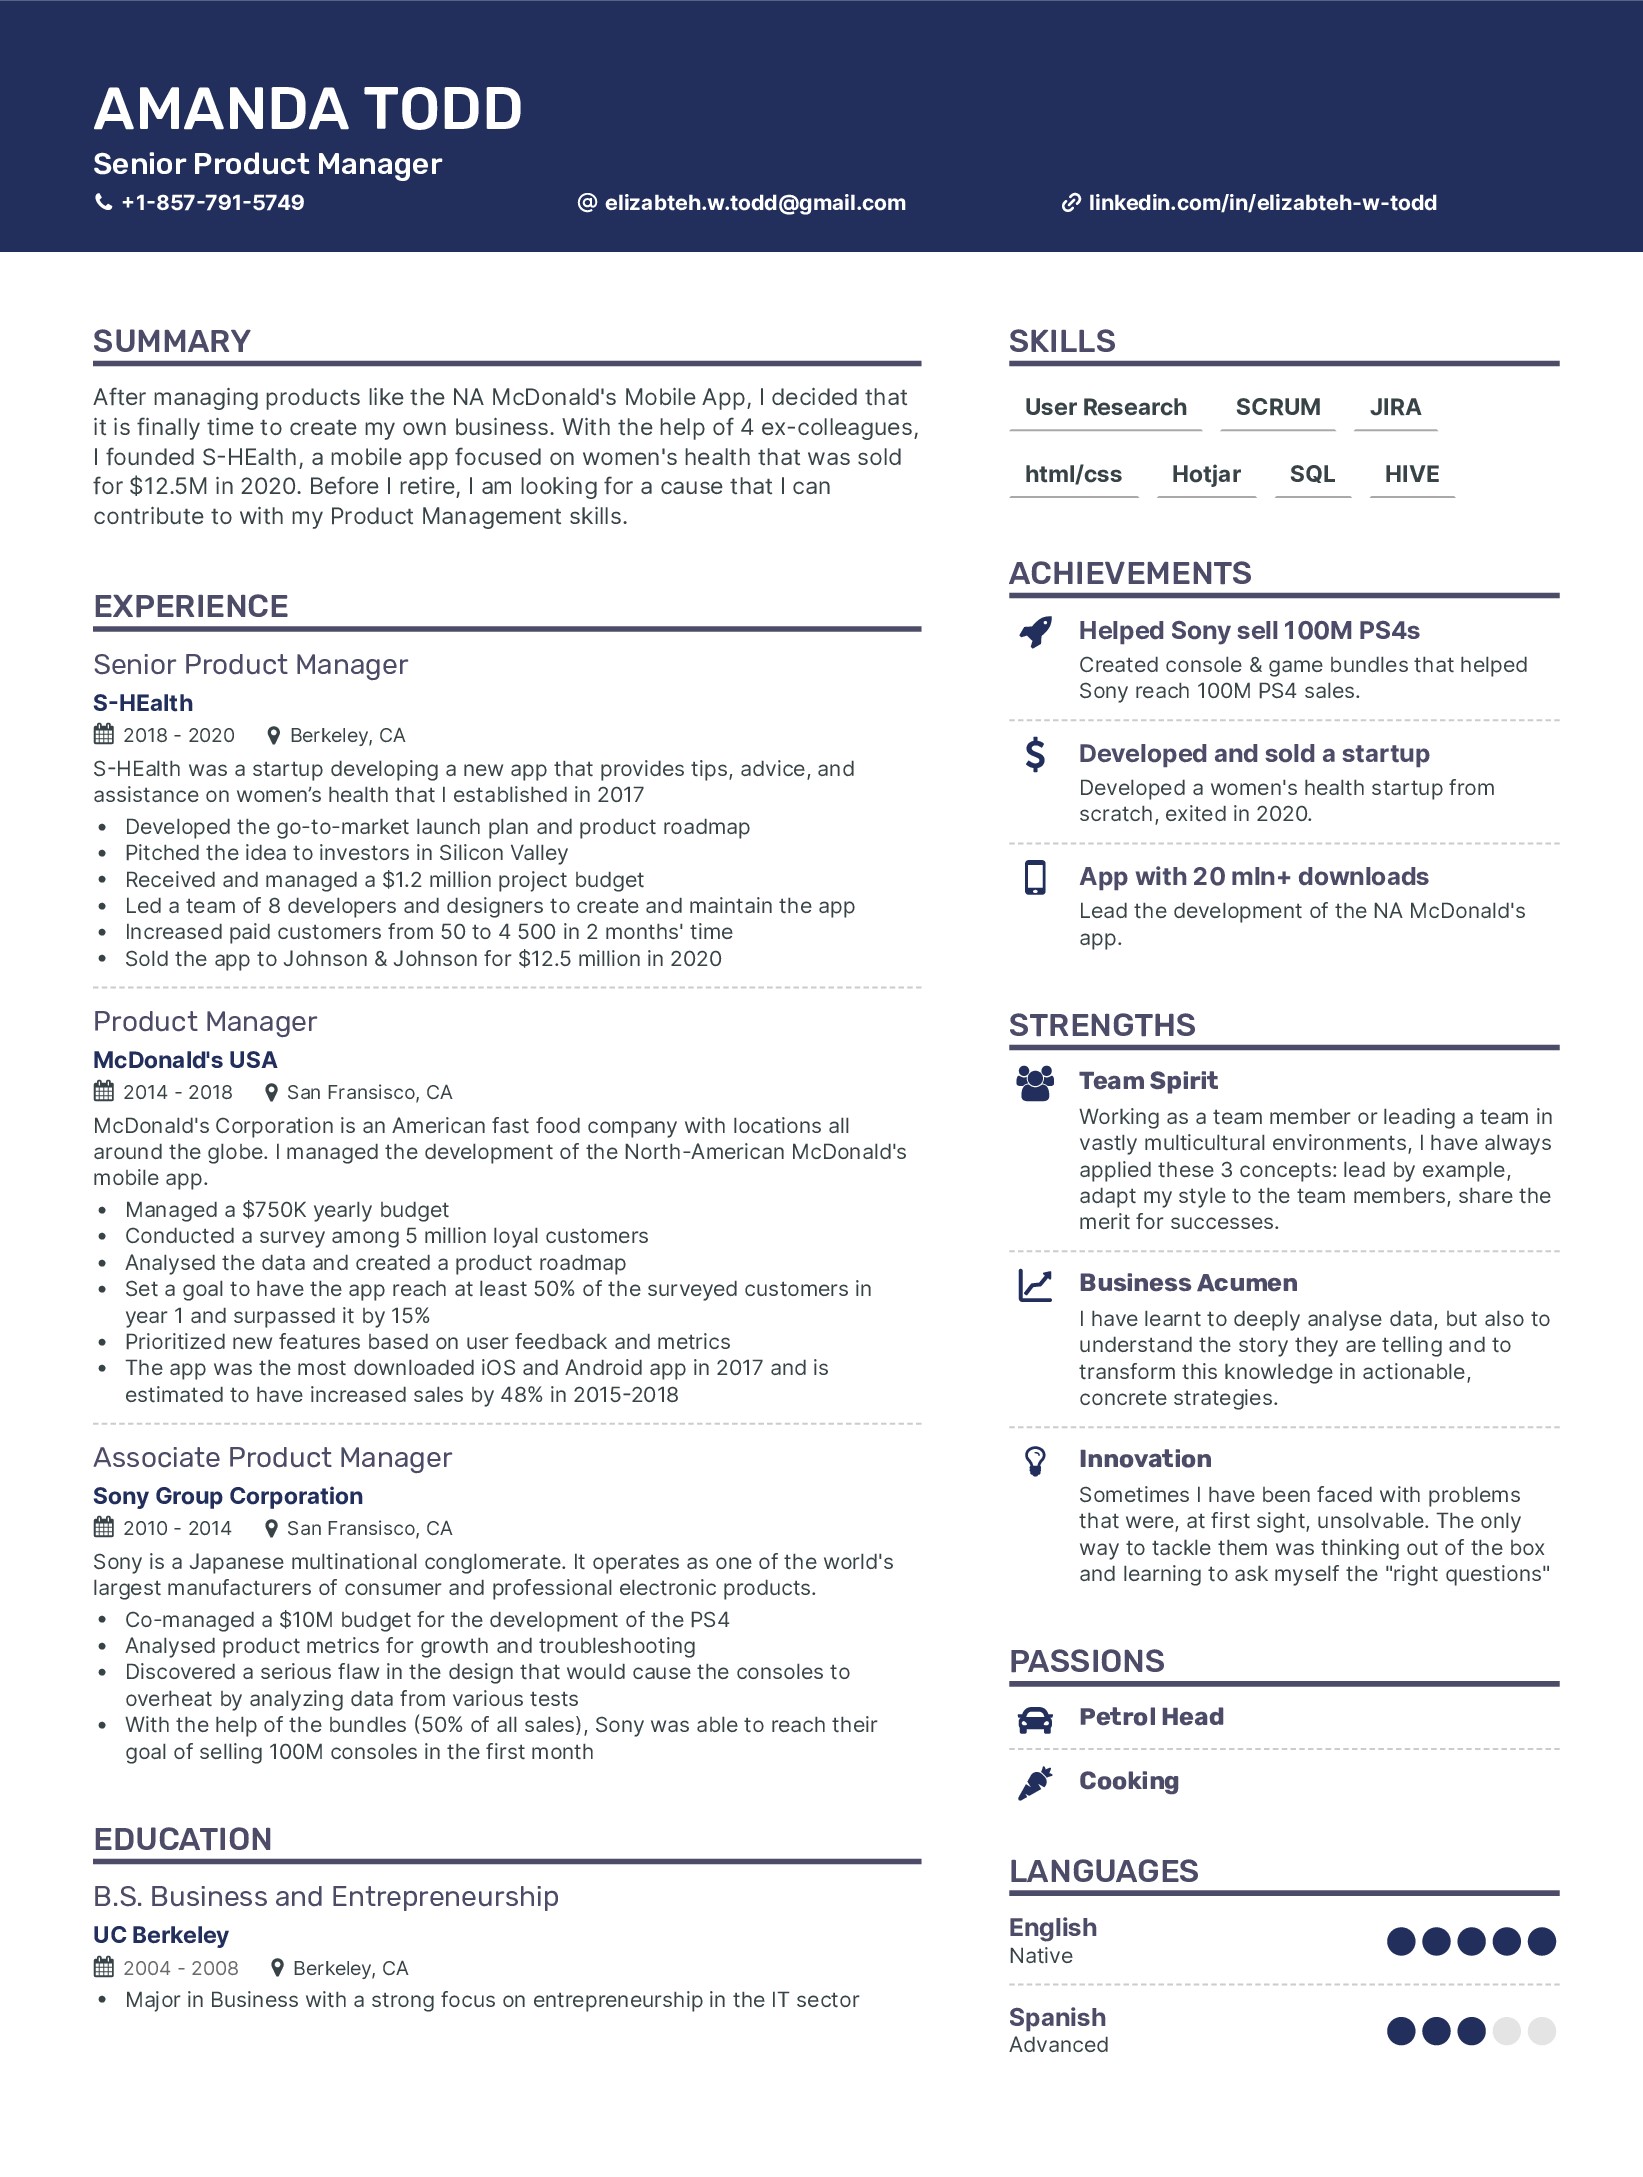 AMANDA TODD
Senior Product Manager
+1-857-791-5749
@ elizabteh.w.todd@gmail.com
linkedin.com/in/elizabteh-w-todd
SUMMARY
After managing products like the NA McDonald's Mobile App, I decided that
it is finally time to create my own business. With the help of 4 ex-colleagues,
I founded S-HEalth, a mobile app focused on women's health that was sold
for $12.5M in 2020. Before I retire, I am looking for a cause that I can
contribute to with my Product Management skills.
EXPERIENCE
Senior Product Manager
S-HEalth
2018 - 2020 Berkeley, CA
S-HEalth was a startup developing a new app that provides tips, advice, and
assistance on women’s health that I established in 2017
• Developed the go-to-market launch plan and product roadmap
• Pitched the idea to investors in Silicon Valley
• Received and managed a $1.2 million project budget
• Led a team of 8 developers and designers to create and maintain the app
• Increased paid customers from 50 to 4 500 in 2 months' time
• Sold the app to Johnson & Johnson for $12.5 million in 2020
Product Manager
McDonald's USA
2014 - 2018 San Fransisco, CA
McDonald's Corporation is an American fast food company with locations all
around the globe. I managed the development of the North-American McDonald's
mobile app.
• Managed a $750K yearly budget
• Conducted a survey among 5 million loyal customers
• Analysed the data and created a product roadmap
• Set a goal to have the app reach at least 50% of the surveyed customers in
year 1 and surpassed it by 15%
• Prioritized new features based on user feedback and metrics
• The app was the most downloaded iOS and Android app in 2017 and is
estimated to have increased sales by 48% in 2015-2018
Associate Product Manager
Sony Group Corporation
2010 - 2014 San Fransisco, CA
Sony is a Japanese multinational conglomerate. It operates as one of the world's
largest manufacturers of consumer and professional electronic products.
• Co-managed a $10M budget for the development of the PS4
• Analysed product metrics for growth and troubleshooting
• Discovered a serious flaw in the design that would cause the consoles to
overheat by analyzing data from various tests
• With the help of the bundles (50% of all sales), Sony was able to reach their
goal of selling 100M consoles in the first month
EDUCATION
B.S. Business and Entrepreneurship
UC Berkeley
2004 - 2008 Berkeley, CA
• Major in Business with a strong focus on entrepreneurship in the IT sector
SKILLS
User Research SCRUM JIRA
html/css Hotjar SQL HIVE
ACHIEVEMENTS
Helped Sony sell 100M PS4s
Created console & game bundles that helped
Sony reach 100M PS4 sales.
$ Developed and sold a startup
Developed a women's health startup from
scratch, exited in 2020.
App with 20 mln+ downloads
Lead the development of the NA McDonald's
app.
STRENGTHS
Team Spirit
Working as a team member or leading a team in
vastly multicultural environments, I have always
applied these 3 concepts: lead by example,
adapt my style to the team members, share the
merit for successes.
Business Acumen
I have learnt to deeply analyse data, but also to
understand the story they are telling and to
transform this knowledge in actionable,
concrete strategies.
Innovation
Sometimes I have been faced with problems
that were, at first sight, unsolvable. The only
way to tackle them was thinking out of the box
and learning to ask myself the "right questions"
PASSIONS
Petrol Head
Cooking
LANGUAGES
English
Native
Spanish
Advanced